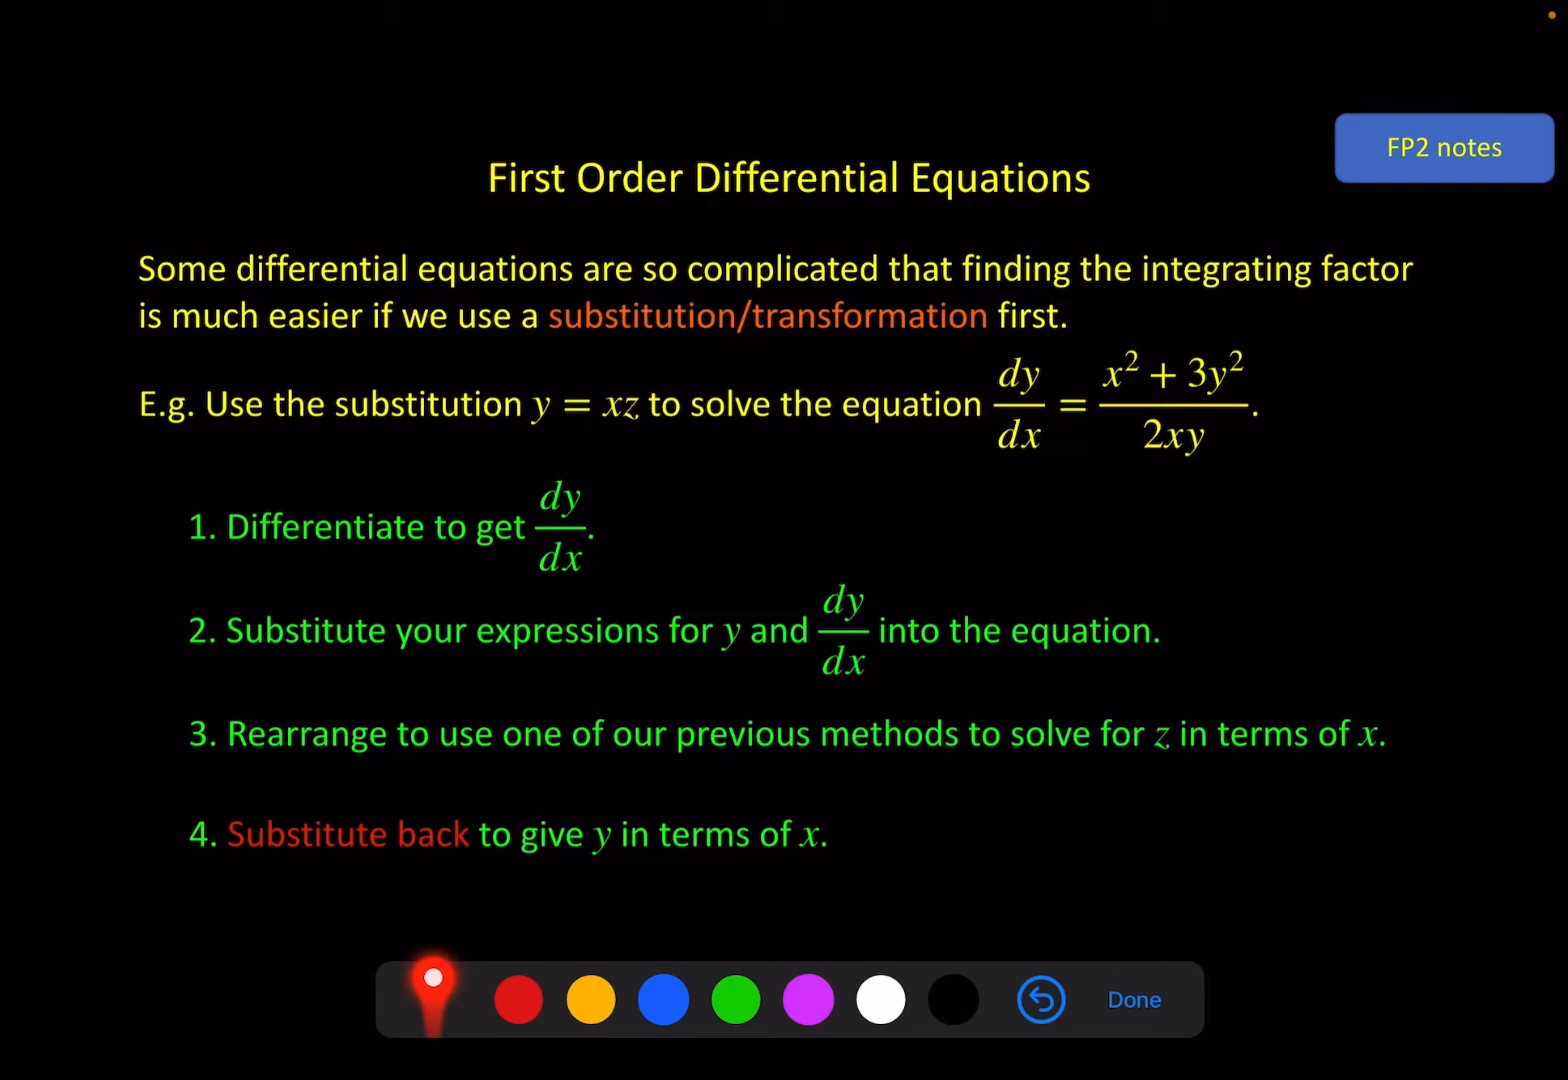 FP2 notes
First Order Differential Equations
Some differential equations are so complicated that finding the integrating factor
is much easier if we use a substitution/transformation first.
E.g. Use the substitution y = xz to solve the equation dy/dx = (x² + 3y²)/(2xy).
1. Differentiate to get dy/dx.
2. Substitute your expressions for y and dy/dx into the equation.
3. Rearrange to use one of our previous methods to solve for z in terms of x.
4. Substitute back to give y in terms of x.
Done